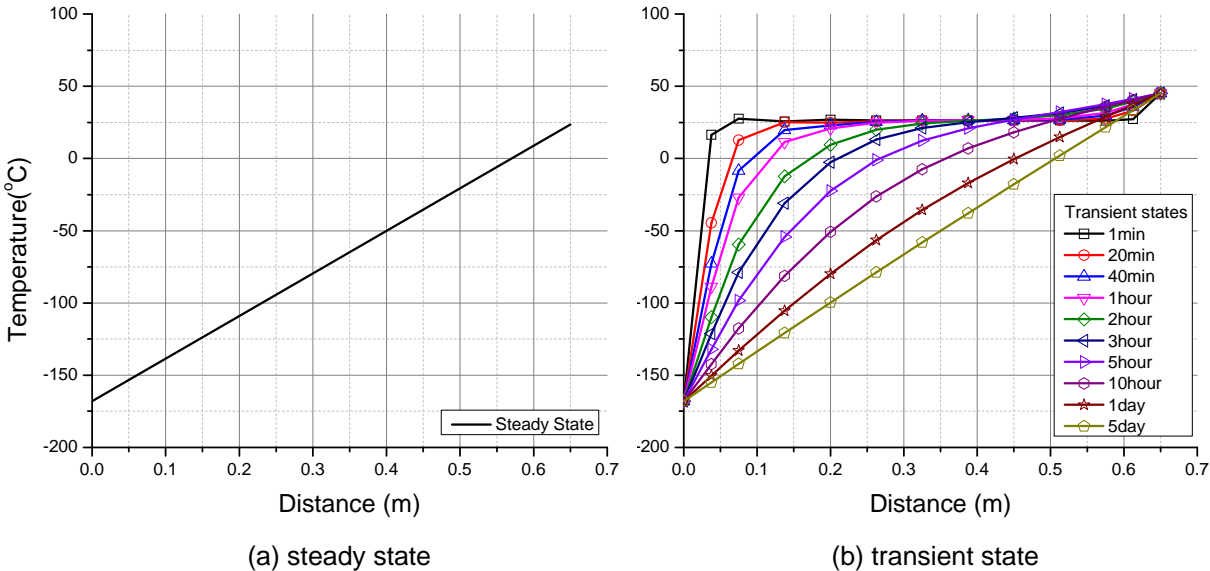 100
50
0
-50
-100
-150
-200
Temperature(°C)
0.0 0.1 0.2 0.3 0.4 0.5 0.6 0.7
Distance (m)
Steady State
(a) steady state
100
50
0
-50
-100
-150
-200
0.0 0.1 0.2 0.3 0.4 0.5 0.6 0.7
Distance (m)
Transient states
1min
20min
40min
1hour
2hour
3hour
5hour
10hour
1day
5day
(b) transient state